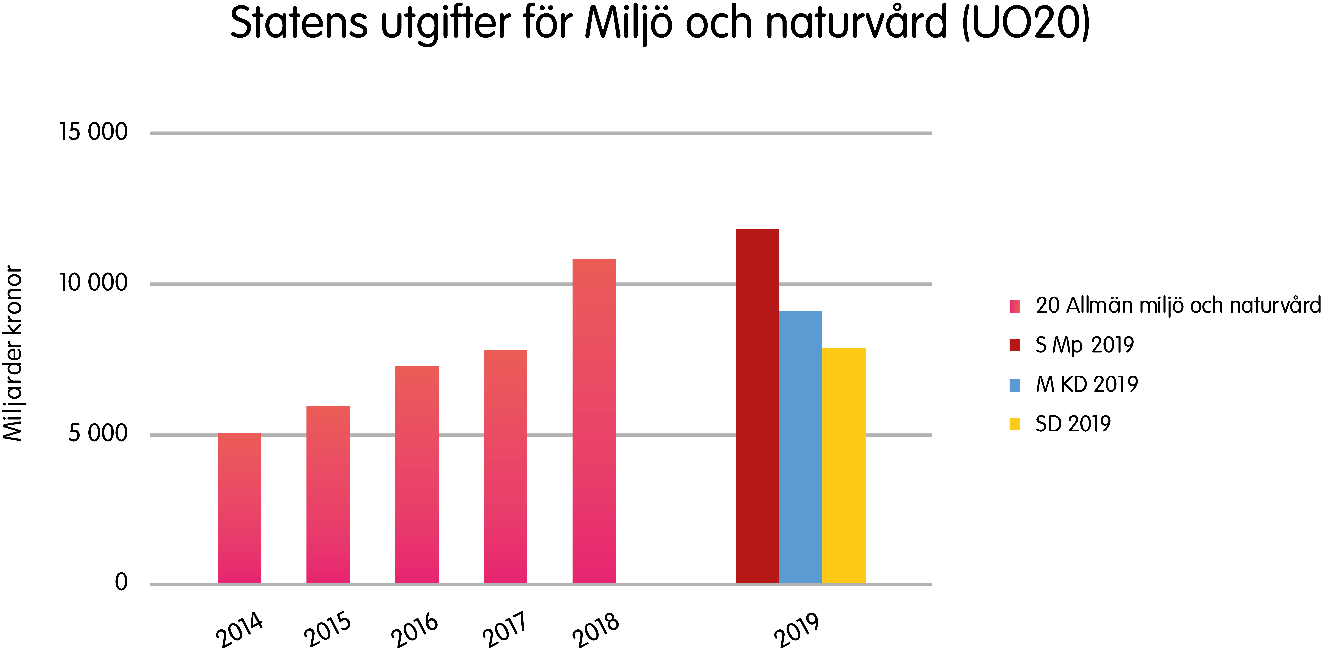 Statens utgifter för Miljö och naturvård (UO20)
15 000
10 000
5 000
0
Miljarder kronor
2014
2015
2016
2017
2018
2019
20 Allmän miljö och naturvård
S Mp 2019
M KD 2019
SD 2019